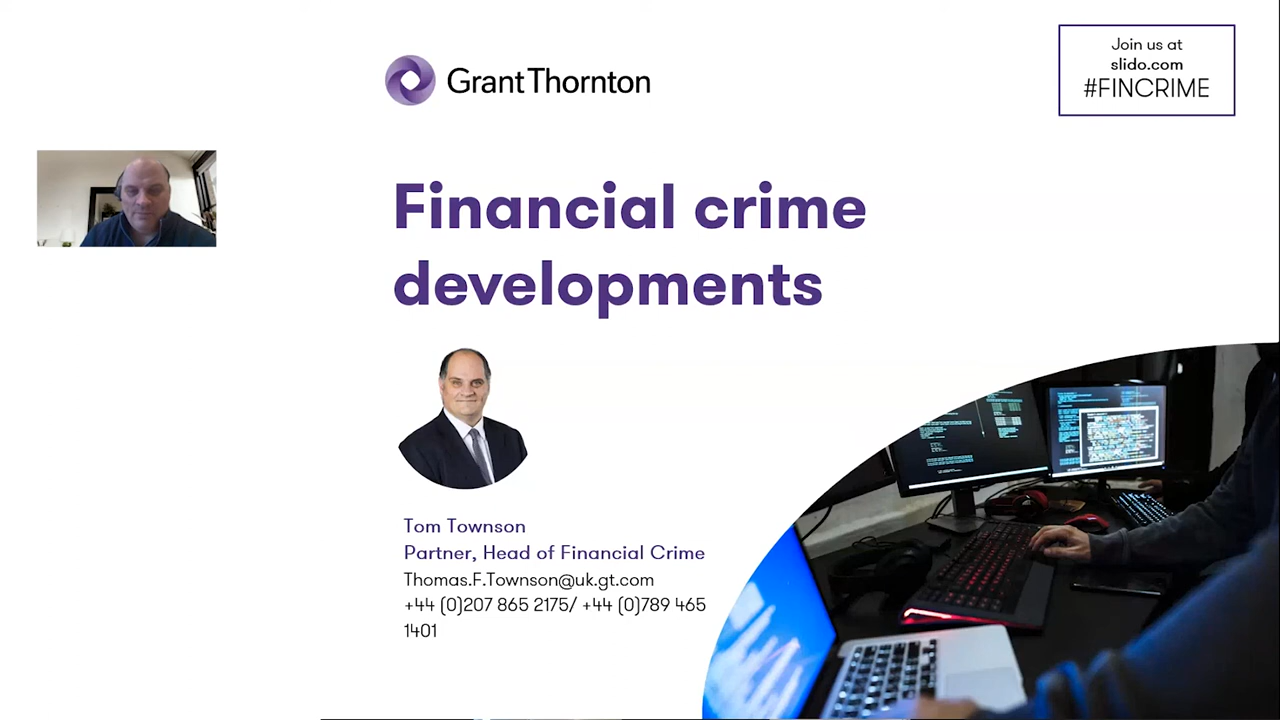 Grant Thornton
Join us at
slido.com
#FINCRIME
Financial crime
developments
Tom Townson
Partner, Head of Financial Crime
Thomas.F.Townson@uk.gt.com
+44 (0)207 865 2175/ +44 (0)789 465
1401